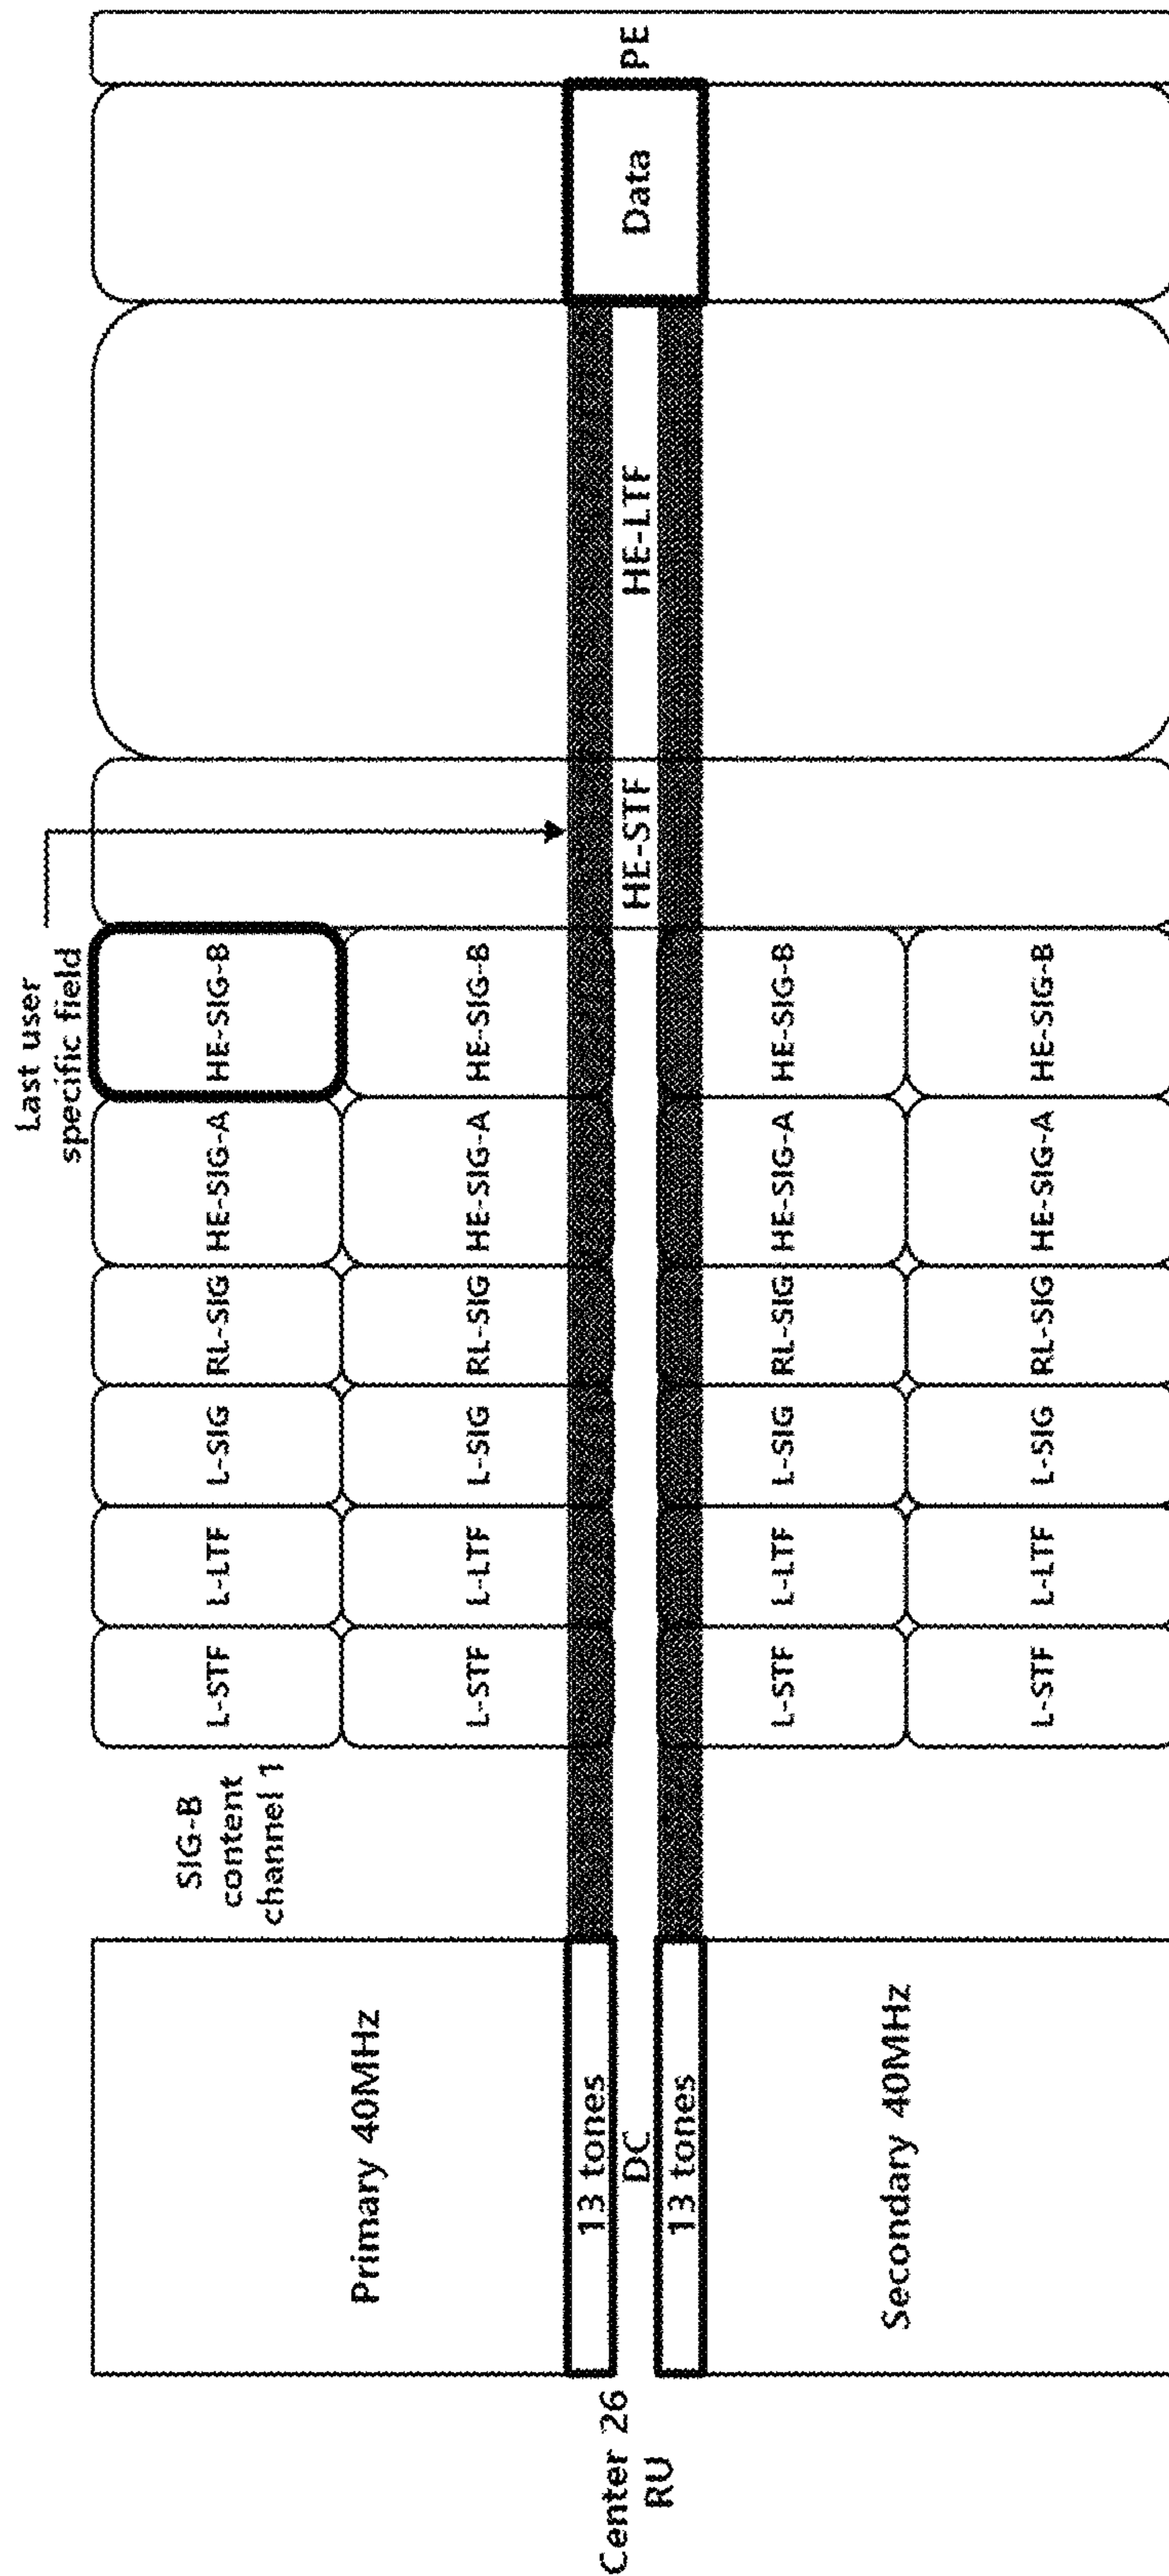 Last user
specific field
SIG-B
content
channel 1
Primary 40MHz
L-STF
L-LTF
L-SIG
RL-SIG
HE-SIG-A
HE-SIG-B
L-STF
L-LTF
L-SIG
RL-SIG
HE-SIG-A
HE-SIG-B
Center 26
RU
13 tones
DC
13 tones
HE-STF
HE-LTF
Data
PE
Secondary 40MHz
L-STF
L-LTF
L-SIG
RL-SIG
HE-SIG-A
HE-SIG-B
L-STF
L-LTF
L-SIG
RL-SIG
HE-SIG-A
HE-SIG-B